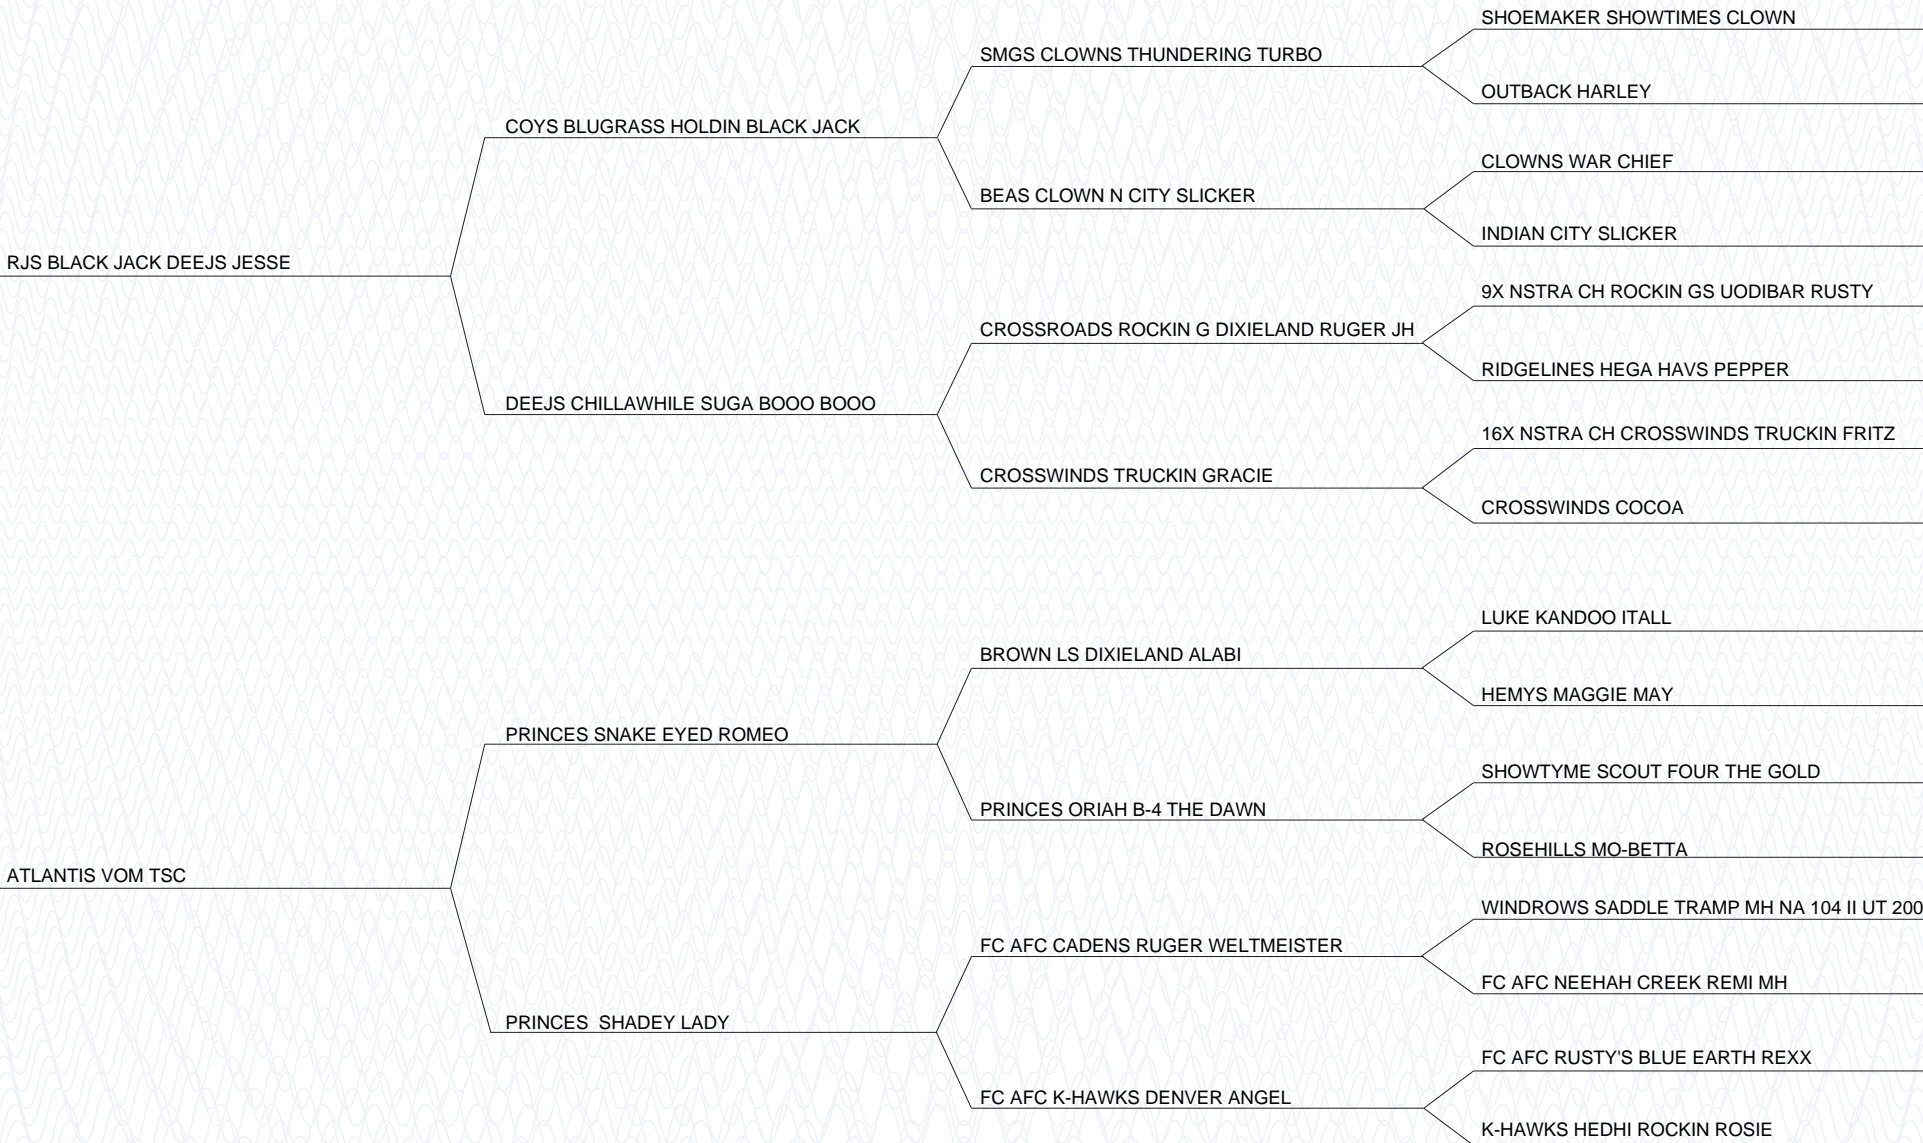 SHOEMAKER SHOWTIMES CLOWN
SMGS CLOWNS THUNDERING TURBO
OUTBACK HARLEY
COYS BLUGRASS HOLDIN BLACK JACK
CLOWNS WAR CHIEF
BEAS CLOWN N CITY SLICKER
INDIAN CITY SLICKER
RJS BLACK JACK DEEJS JESSE
9X NSTRA CH ROCKIN GS UODIBAR RUSTY
CROSSROADS ROCKIN G DIXIELAND RUGER JH
RIDGELINES HEGA HAVS PEPPER
DEEJS CHILLAWHILE SUGA BOOO BOOO
16X NSTRA CH CROSSWINDS TRUCKIN FRITZ
CROSSWINDS TRUCKIN GRACIE
CROSSWINDS COCOA
LUKE KANDOO ITALL
BROWN LS DIXIELAND ALABI
HEMYS MAGGIE MAY
PRINCES SNAKE EYED ROMEO
SHOWTYME SCOUT FOUR THE GOLD
PRINCES ORIAH B-4 THE DAWN
ROSEHILLS MO-BETTA
ATLANTIS VOM TSC
WINDROWS SADDLE TRAMP MH NA 104 II UT 200
FC AFC CADENS RUGER WELTMEISTER
FC AFC NEEHAH CREEK REMI MH
PRINCES  SHADEY LADY
FC AFC RUSTY'S BLUE EARTH REXX
FC AFC K-HAWKS DENVER ANGEL
K-HAWKS HEDHI ROCKIN ROSIE